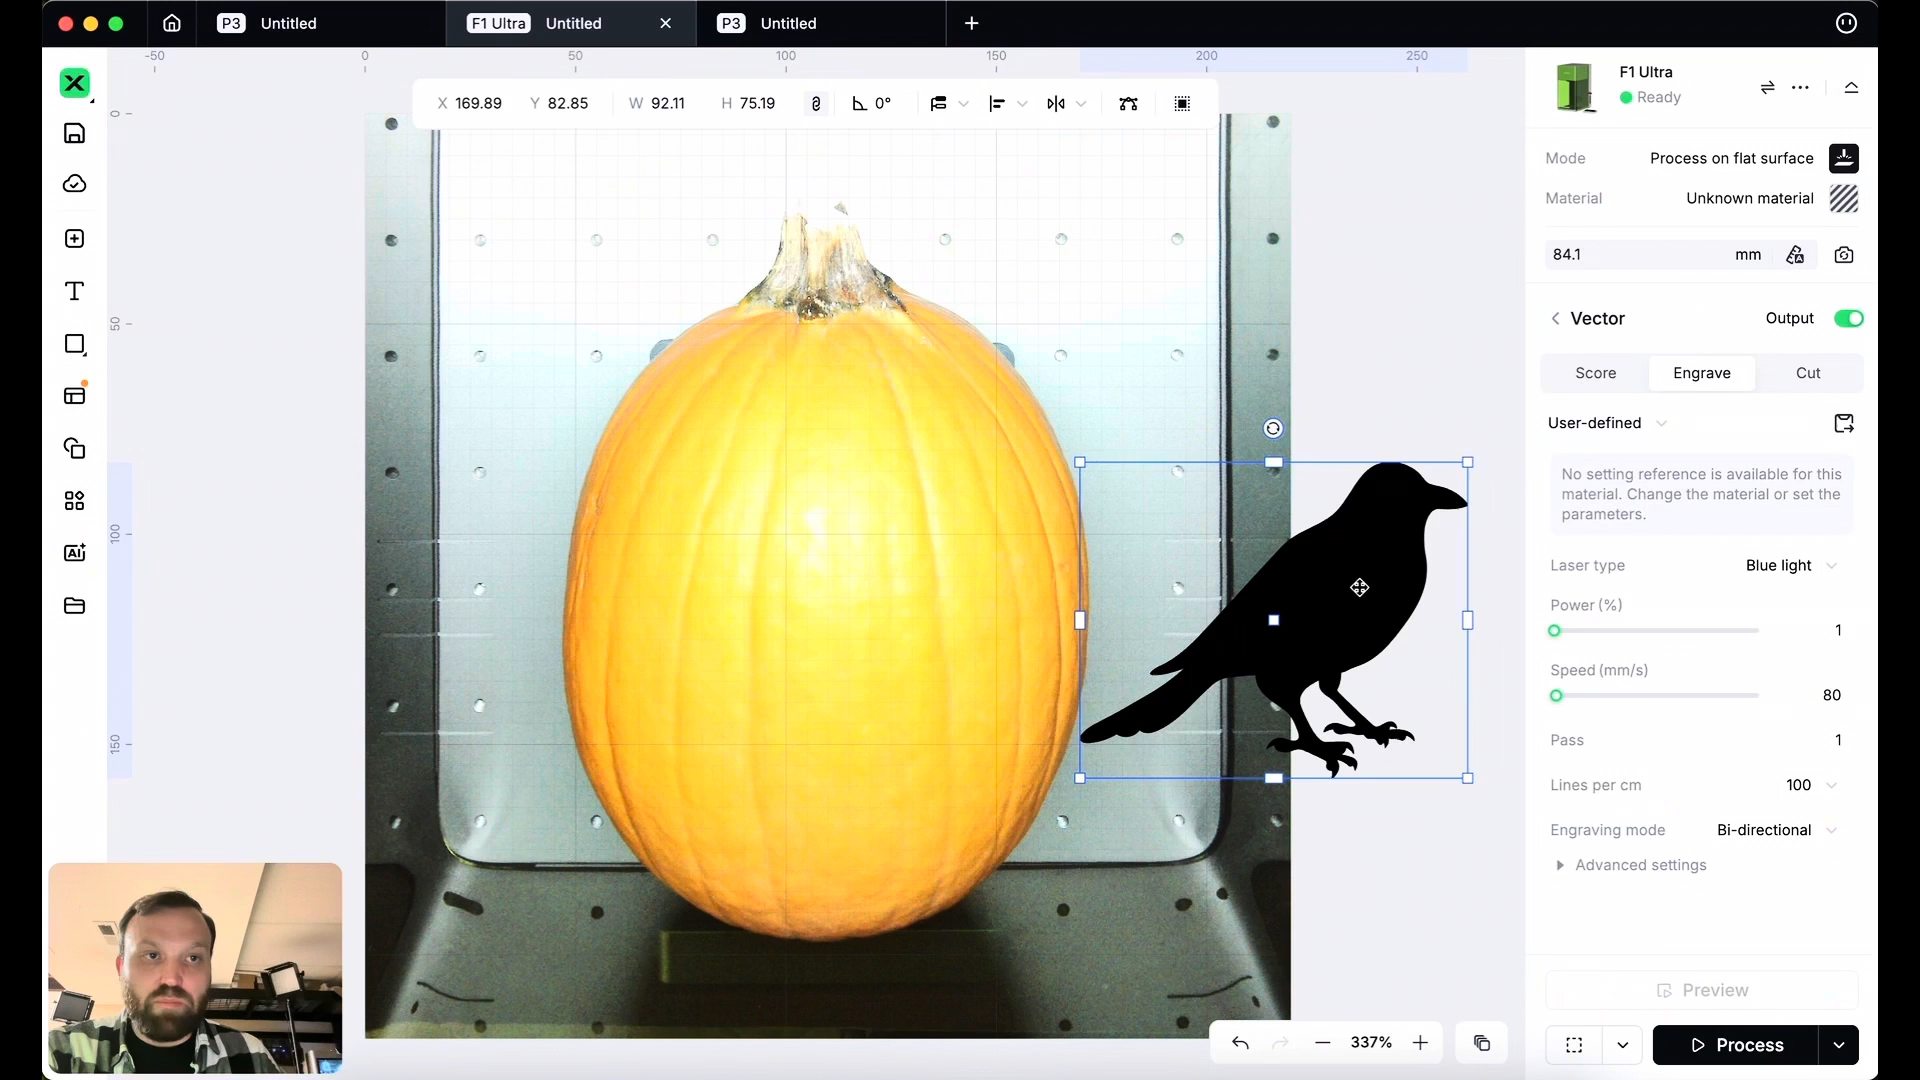 P3 Untitled
F1 Ultra Untitled
P3 Untitled
-50 0 50 100 150 200 250
X 169.89 Y 82.85 W 92.11 H 75.19 0°
0
50
100
150
F1 Ultra
Ready
Mode Process on flat surface
Material Unknown material
84.1 mm
Vector Output
Score Engrave Cut
User-defined
No setting reference is available for this
material. Change the material or set the
parameters.
Laser type Blue light
Power (%)
1
Speed (mm/s)
80
Pass 1
Lines per cm 100
Engraving mode Bi-directional
Advanced settings
Preview
337%
Process
T
AI